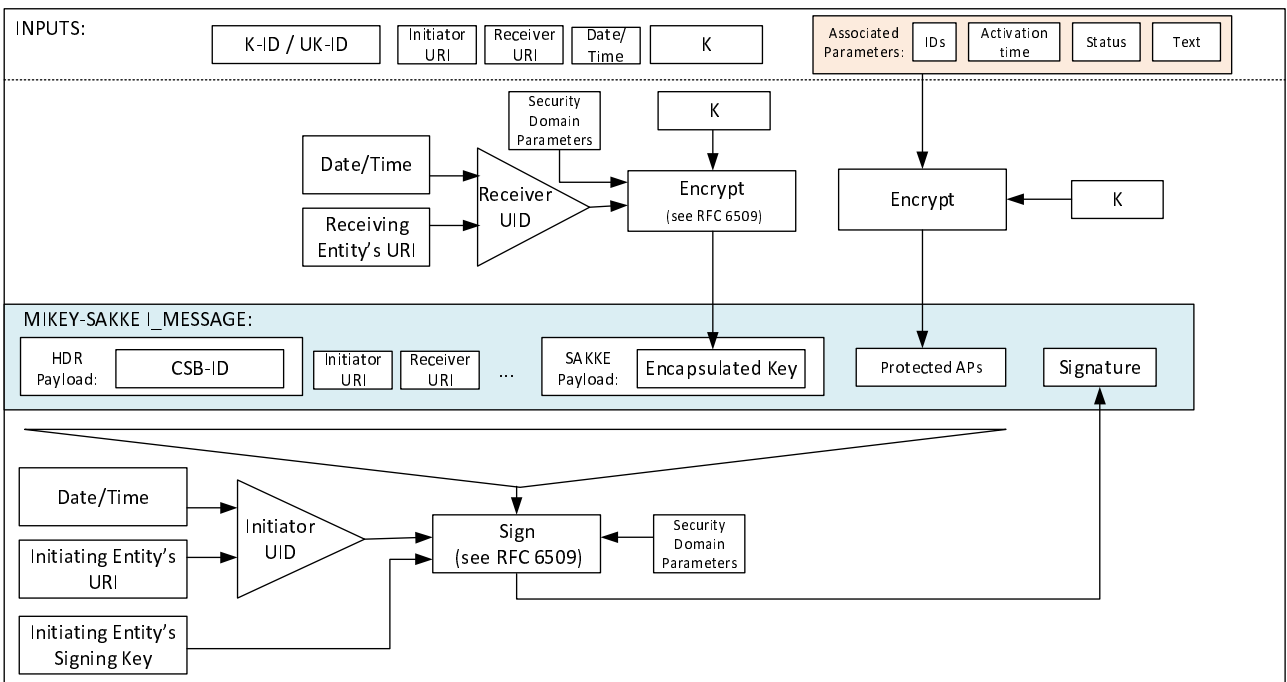 INPUTS:
K-ID / UK-ID
Initiator
URI
Receiver
URI
Date/
Time
K
Associated
Parameters:
IDs
Activation
time
Status
Text
Security
Domain
Parameters
K
Date/Time
Receiving
Entity's URI
Receiver
UID
Encrypt
(see RFC 6509)
Encrypt
K
MIKEY-SAKKE I_MESSAGE:
HDR
Payload:
CSB-ID
Initiator
URI
Receiver
URI
...
SAKKE
Payload:
Encapsulated Key
Protected APs
Signature
Date/Time
Initiating Entity's
URI
Initiating Entity's
Signing Key
Initiator
UID
Sign
(see RFC 6509)
Security
Domain
Parameters